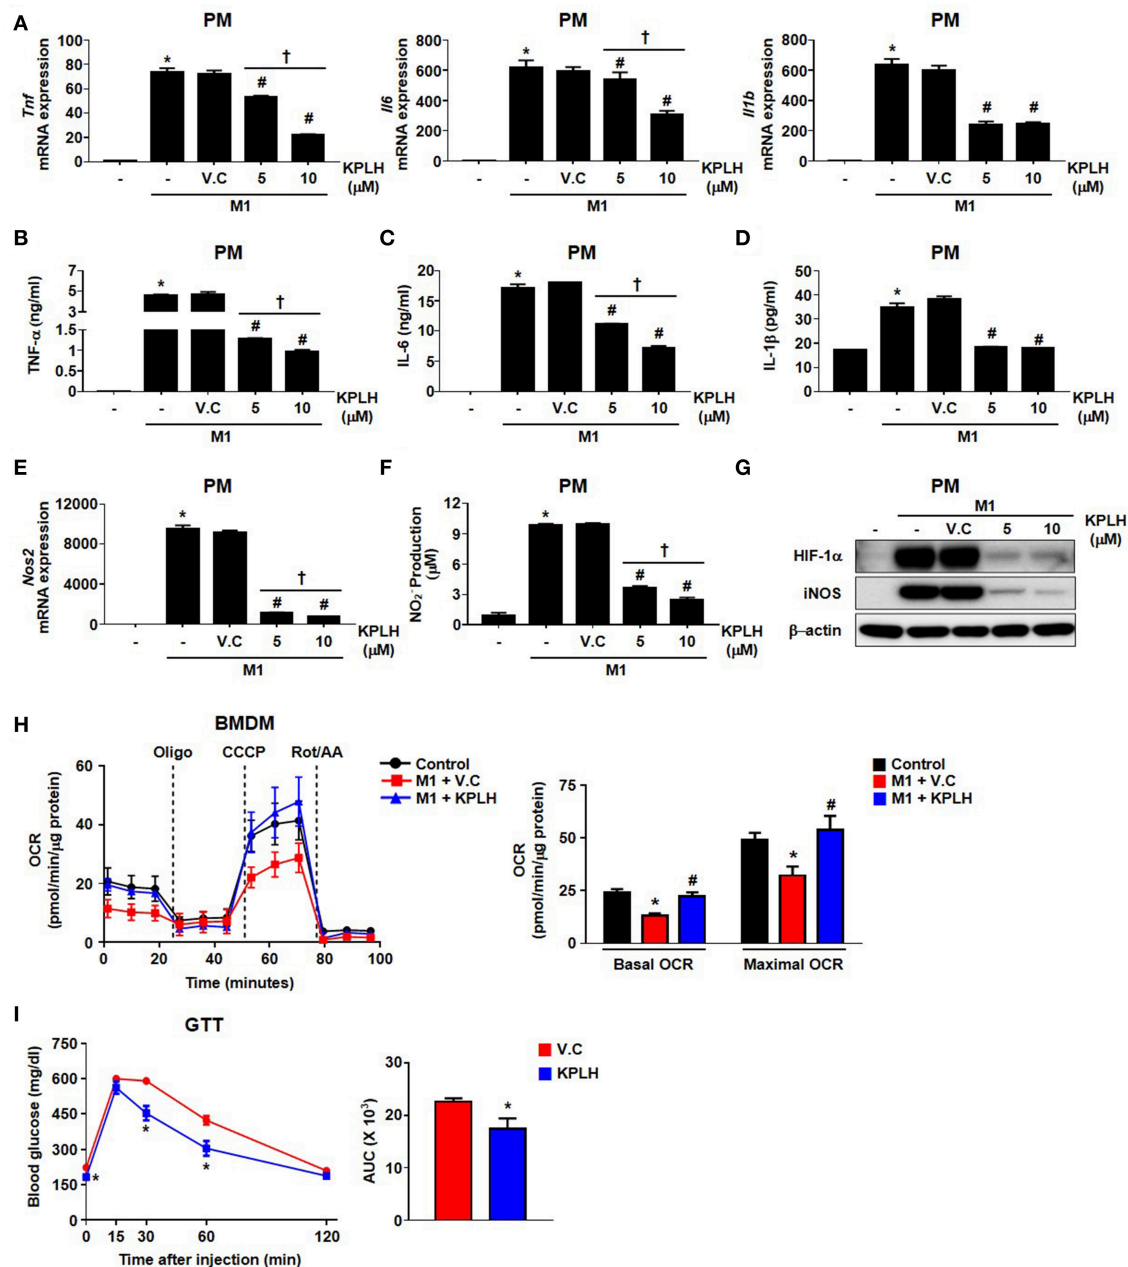 A
PM
PM
PM
Tnf
mRNA expression
100
80
60
40
20
0
*
#
#
†
-
-
V.C
5
10
KPLH
(μM)
M1
Il6
mRNA expression
800
600
400
200
0
*
#
#
†
-
-
V.C
5
10
KPLH
(μM)
M1
Il1b
mRNA expression
800
600
400
200
0
*
#
#
-
-
V.C
5
10
KPLH
(μM)
M1
B
PM
TNF-α (ng/ml)
7
5
3
1.5
1
0.5
0
*
#
#
†
-
-
V.C
5
10
KPLH
(μM)
M1
C
PM
IL-6 (ng/ml)
20
15
10
5
0
*
#
#
†
-
-
V.C
5
10
KPLH
(μM)
M1
D
PM
IL-1β (pg/ml)
50
40
30
20
10
0
*
#
#
-
-
V.C
5
10
KPLH
(μM)
M1
E
PM
Nos2
mRNA expression
12000
8000
4000
0
*
#
#
†
-
-
V.C
5
10
KPLH
(μM)
M1
F
PM
NO₂⁻ Production
(μM)
12
9
6
3
0
*
#
#
†
-
-
V.C
5
10
KPLH
(μM)
M1
G
PM
M1
-
-
V.C
5
10
KPLH
(μM)
HIF-1α
iNOS
β-actin
H
BMDM
Oligo
CCCP
Rot/AA
OCR
(pmol/min/μg protein)
60
40
20
0
0
20
40
60
80
100
Time (minutes)
Control
M1 + V.C
M1 + KPLH
OCR
(pmol/min/μg protein)
75
50
25
0
*
#
*
#
Basal OCR
Maximal OCR
Control
M1 + V.C
M1 + KPLH
I
GTT
Blood glucose (mg/dl)
750
600
450
300
150
0
*
*
*
0
15
30
60
120
Time after injection (min)
V.C
KPLH
AUC (X 10³)
30
20
10
0
*